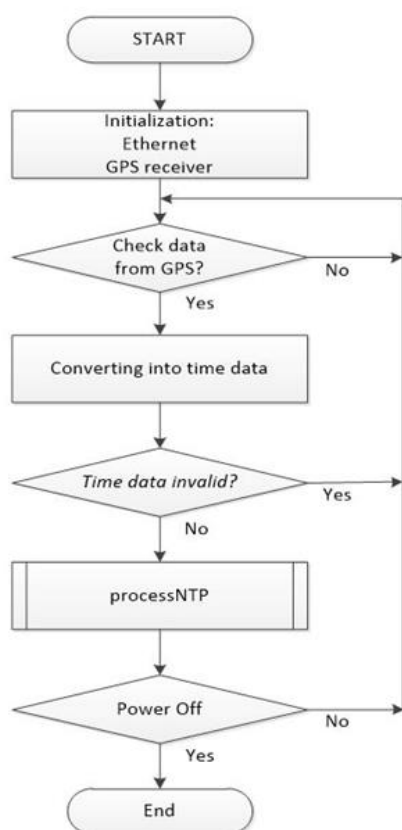 START
Initialization:
Ethernet
GPS receiver
Check data
from GPS?
No
Yes
Converting into time data
Time data invalid?
Yes
No
processNTP
Power Off
No
Yes
End